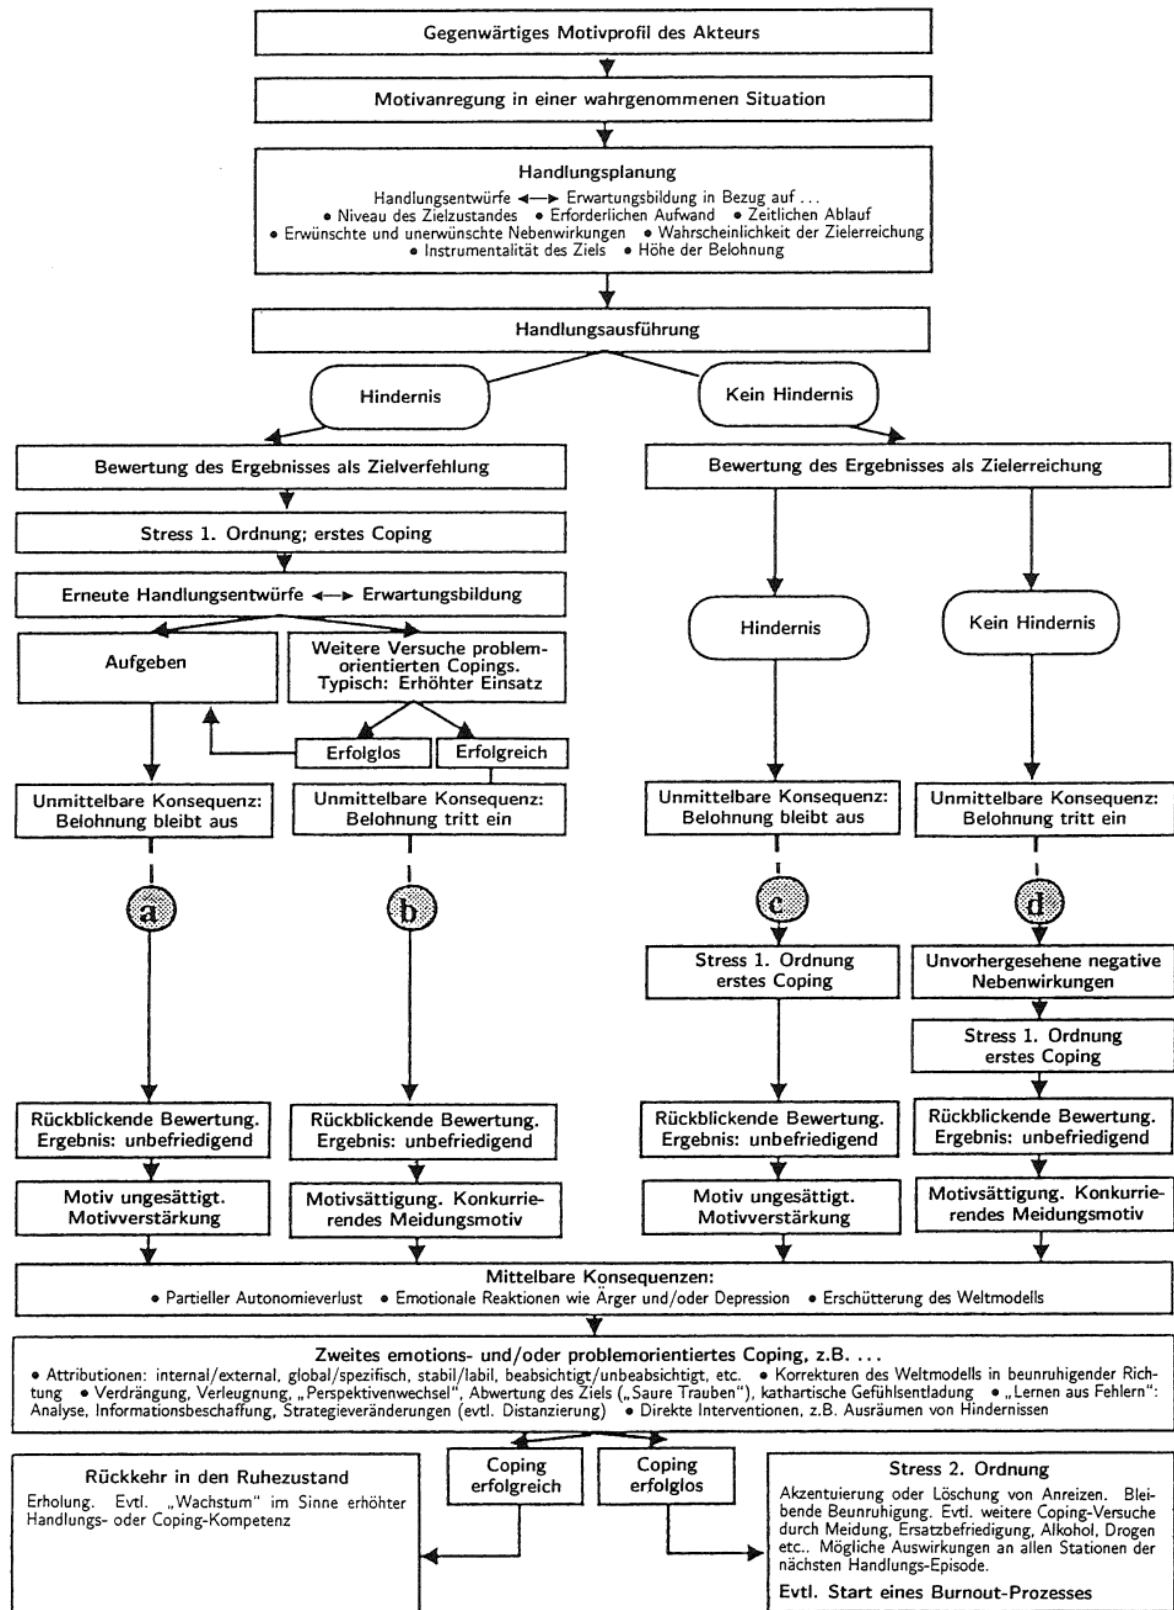 Gegenwärtiges Motivprofil des Akteurs
Motivanregung in einer wahrgenommenen Situation
Handlungsplanung
Handlungsentwürfe ◄─► Erwartungsbildung in Bezug auf ...
● Niveau des Zielzustandes ● Erforderlichen Aufwand ● Zeitlichen Ablauf
● Erwünschte und unerwünschte Nebenwirkungen ● Wahrscheinlichkeit der Zielerreichung
● Instrumentalität des Ziels ● Höhe der Belohnung
Handlungsausführung
Hindernis
Kein Hindernis
Bewertung des Ergebnisses als Zielverfehlung
Bewertung des Ergebnisses als Zielerreichung
Stress 1. Ordnung; erstes Coping
Erneute Handlungsentwürfe ◄─► Erwartungsbildung
Hindernis
Kein Hindernis
Aufgeben
Weitere Versuche problem-
orientierten Copings.
Typisch: Erhöhter Einsatz
Erfolglos
Erfolgreich
Unmittelbare Konsequenz:
Belohnung bleibt aus
Unmittelbare Konsequenz:
Belohnung tritt ein
Unmittelbare Konsequenz:
Belohnung bleibt aus
Unmittelbare Konsequenz:
Belohnung tritt ein
a
b
c
d
Stress 1. Ordnung
erstes Coping
Unvorhergesehene negative
Nebenwirkungen
Stress 1. Ordnung
erstes Coping
Rückblickende Bewertung.
Ergebnis: unbefriedigend
Rückblickende Bewertung.
Ergebnis: unbefriedigend
Rückblickende Bewertung.
Ergebnis: unbefriedigend
Rückblickende Bewertung.
Ergebnis: unbefriedigend
Motiv ungesättigt.
Motivverstärkung
Motivsättigung. Konkurrie-
rendes Meidungsmotiv
Motiv ungesättigt.
Motivverstärkung
Motivsättigung. Konkurrie-
rendes Meidungsmotiv
Mittelbare Konsequenzen:
● Partieller Autonomieverlust ● Emotionale Reaktionen wie Ärger und/oder Depression ● Erschütterung des Weltmodells
Zweites emotions- und/oder problemorientiertes Coping, z.B. ...
● Attributionen: internal/external, global/spezifisch, stabil/labil, beabsichtigt/unbeabsichtigt, etc. ● Korrekturen des Weltmodells in beruhigender Rich-
tung ● Verdrängung, Verleugnung, „Perspektivenwechsel“, Abwertung des Ziels („Saure Trauben“), kathartische Gefühlsentladung ● „Lernen aus Fehlern“:
Analyse, Informationsbeschaffung, Strategieveränderungen (evtl. Distanzierung) ● Direkte Interventionen, z.B. Ausräumen von Hindernissen
Coping
erfolgreich
Coping
erfolglos
Rückkehr in den Ruhezustand
Erholung. Evtl. „Wachstum“ im Sinne erhöhter
Handlungs- oder Coping-Kompetenz
Stress 2. Ordnung
Akzentuierung oder Löschung von Anreizen. Blei-
bende Beunruhigung. Evtl. weitere Coping-Versuche
durch Meidung, Ersatzbefriedigung, Alkohol, Drogen
etc.. Mögliche Auswirkungen an allen Stationen der
nächsten Handlungs-Episode.
Evtl. Start eines Burnout-Prozesses